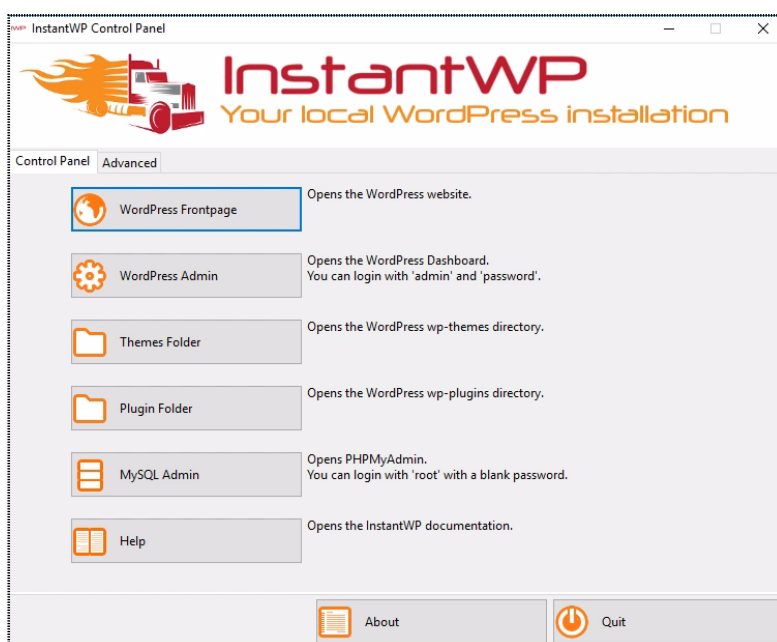 InstantWP Control Panel
InstantWP
Your local WordPress installation
Control Panel
Advanced
WordPress Frontpage
Opens the WordPress website.
WordPress Admin
Opens the WordPress Dashboard.
You can login with 'admin' and 'password'.
Themes Folder
Opens the WordPress wp-themes directory.
Plugin Folder
Opens the WordPress wp-plugins directory.
MySQL Admin
Opens PHPMyAdmin.
You can login with 'root' with a blank password.
Help
Opens the InstantWP documentation.
About
Quit